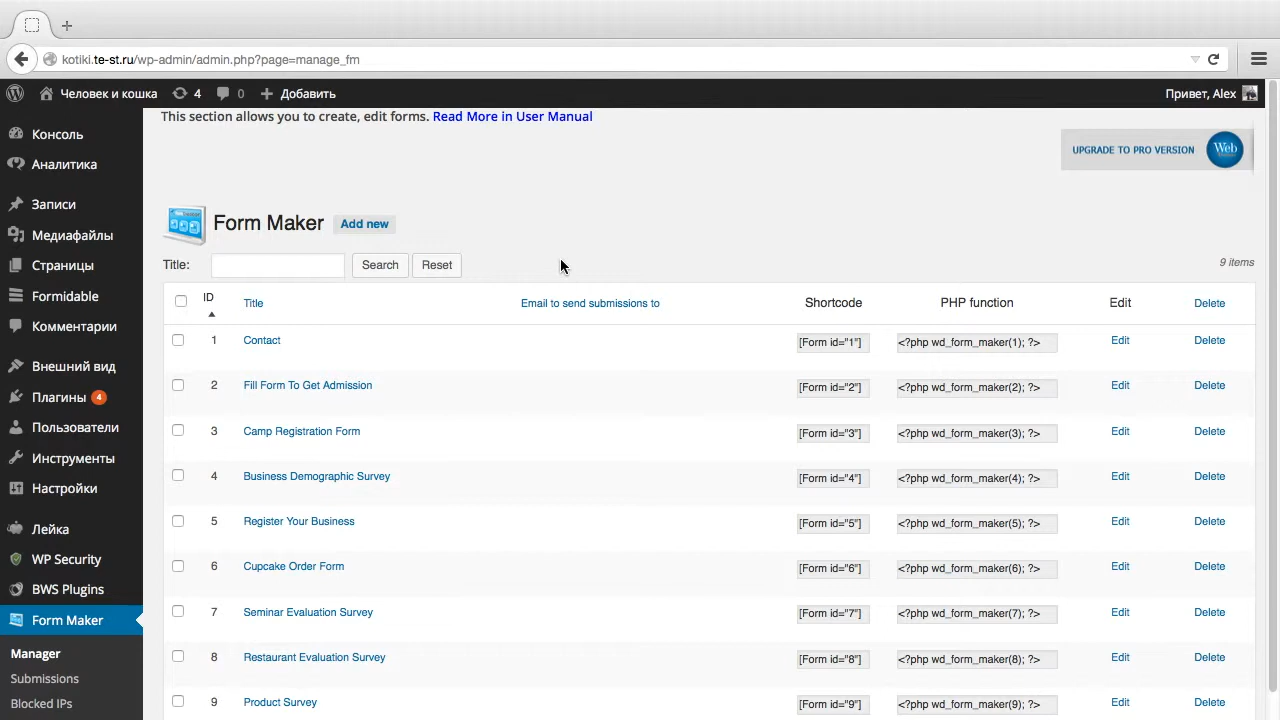 +
kotiki.te-st.ru/wp-admin/admin.php?page=manage_fm
Человек и кошка 4 0 + Добавить Привет, Alex
This section allows you to create, edit forms. Read More in User Manual
UPGRADE TO PRO VERSION Web
Консоль
Аналитика
Записи
Медиафайлы
Страницы
Formidable
Комментарии
Внешний вид
Плагины 4
Пользователи
Инструменты
Настройки
Лейка
WP Security
BWS Plugins
Form Maker
Manager
Submissions
Blocked IPs
Form Maker Add new
Title: Search Reset 9 items
ID Title Email to send submissions to Shortcode PHP function Edit Delete
1 Contact [Form id="1"] <?php wd_form_maker(1); ?> Edit Delete
2 Fill Form To Get Admission [Form id="2"] <?php wd_form_maker(2); ?> Edit Delete
3 Camp Registration Form [Form id="3"] <?php wd_form_maker(3); ?> Edit Delete
4 Business Demographic Survey [Form id="4"] <?php wd_form_maker(4); ?> Edit Delete
5 Register Your Business [Form id="5"] <?php wd_form_maker(5); ?> Edit Delete
6 Cupcake Order Form [Form id="6"] <?php wd_form_maker(6); ?> Edit Delete
7 Seminar Evaluation Survey [Form id="7"] <?php wd_form_maker(7); ?> Edit Delete
8 Restaurant Evaluation Survey [Form id="8"] <?php wd_form_maker(8); ?> Edit Delete
9 Product Survey [Form id="9"] <?php wd_form_maker(9); ?> Edit Delete